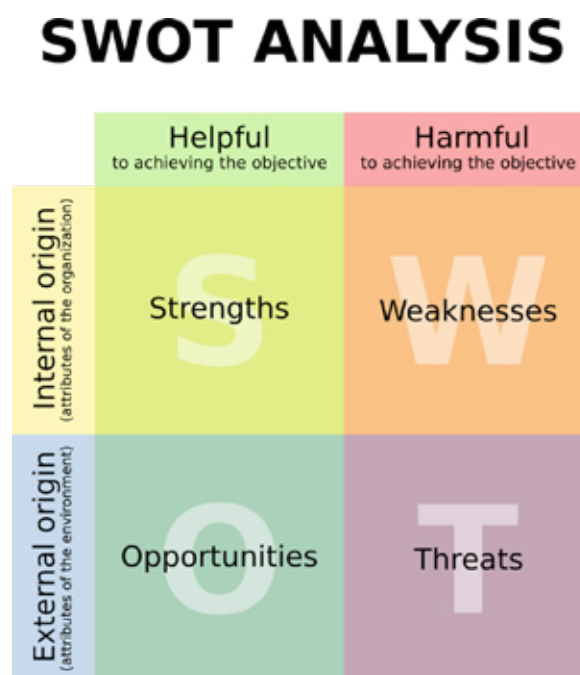 SWOT ANALYSIS
Helpful
to achieving the objective
Harmful
to achieving the objective
Internal origin
(attributes of the organization)
S
Strengths
W
Weaknesses
External origin
(attributes of the environment)
O
Opportunities
T
Threats